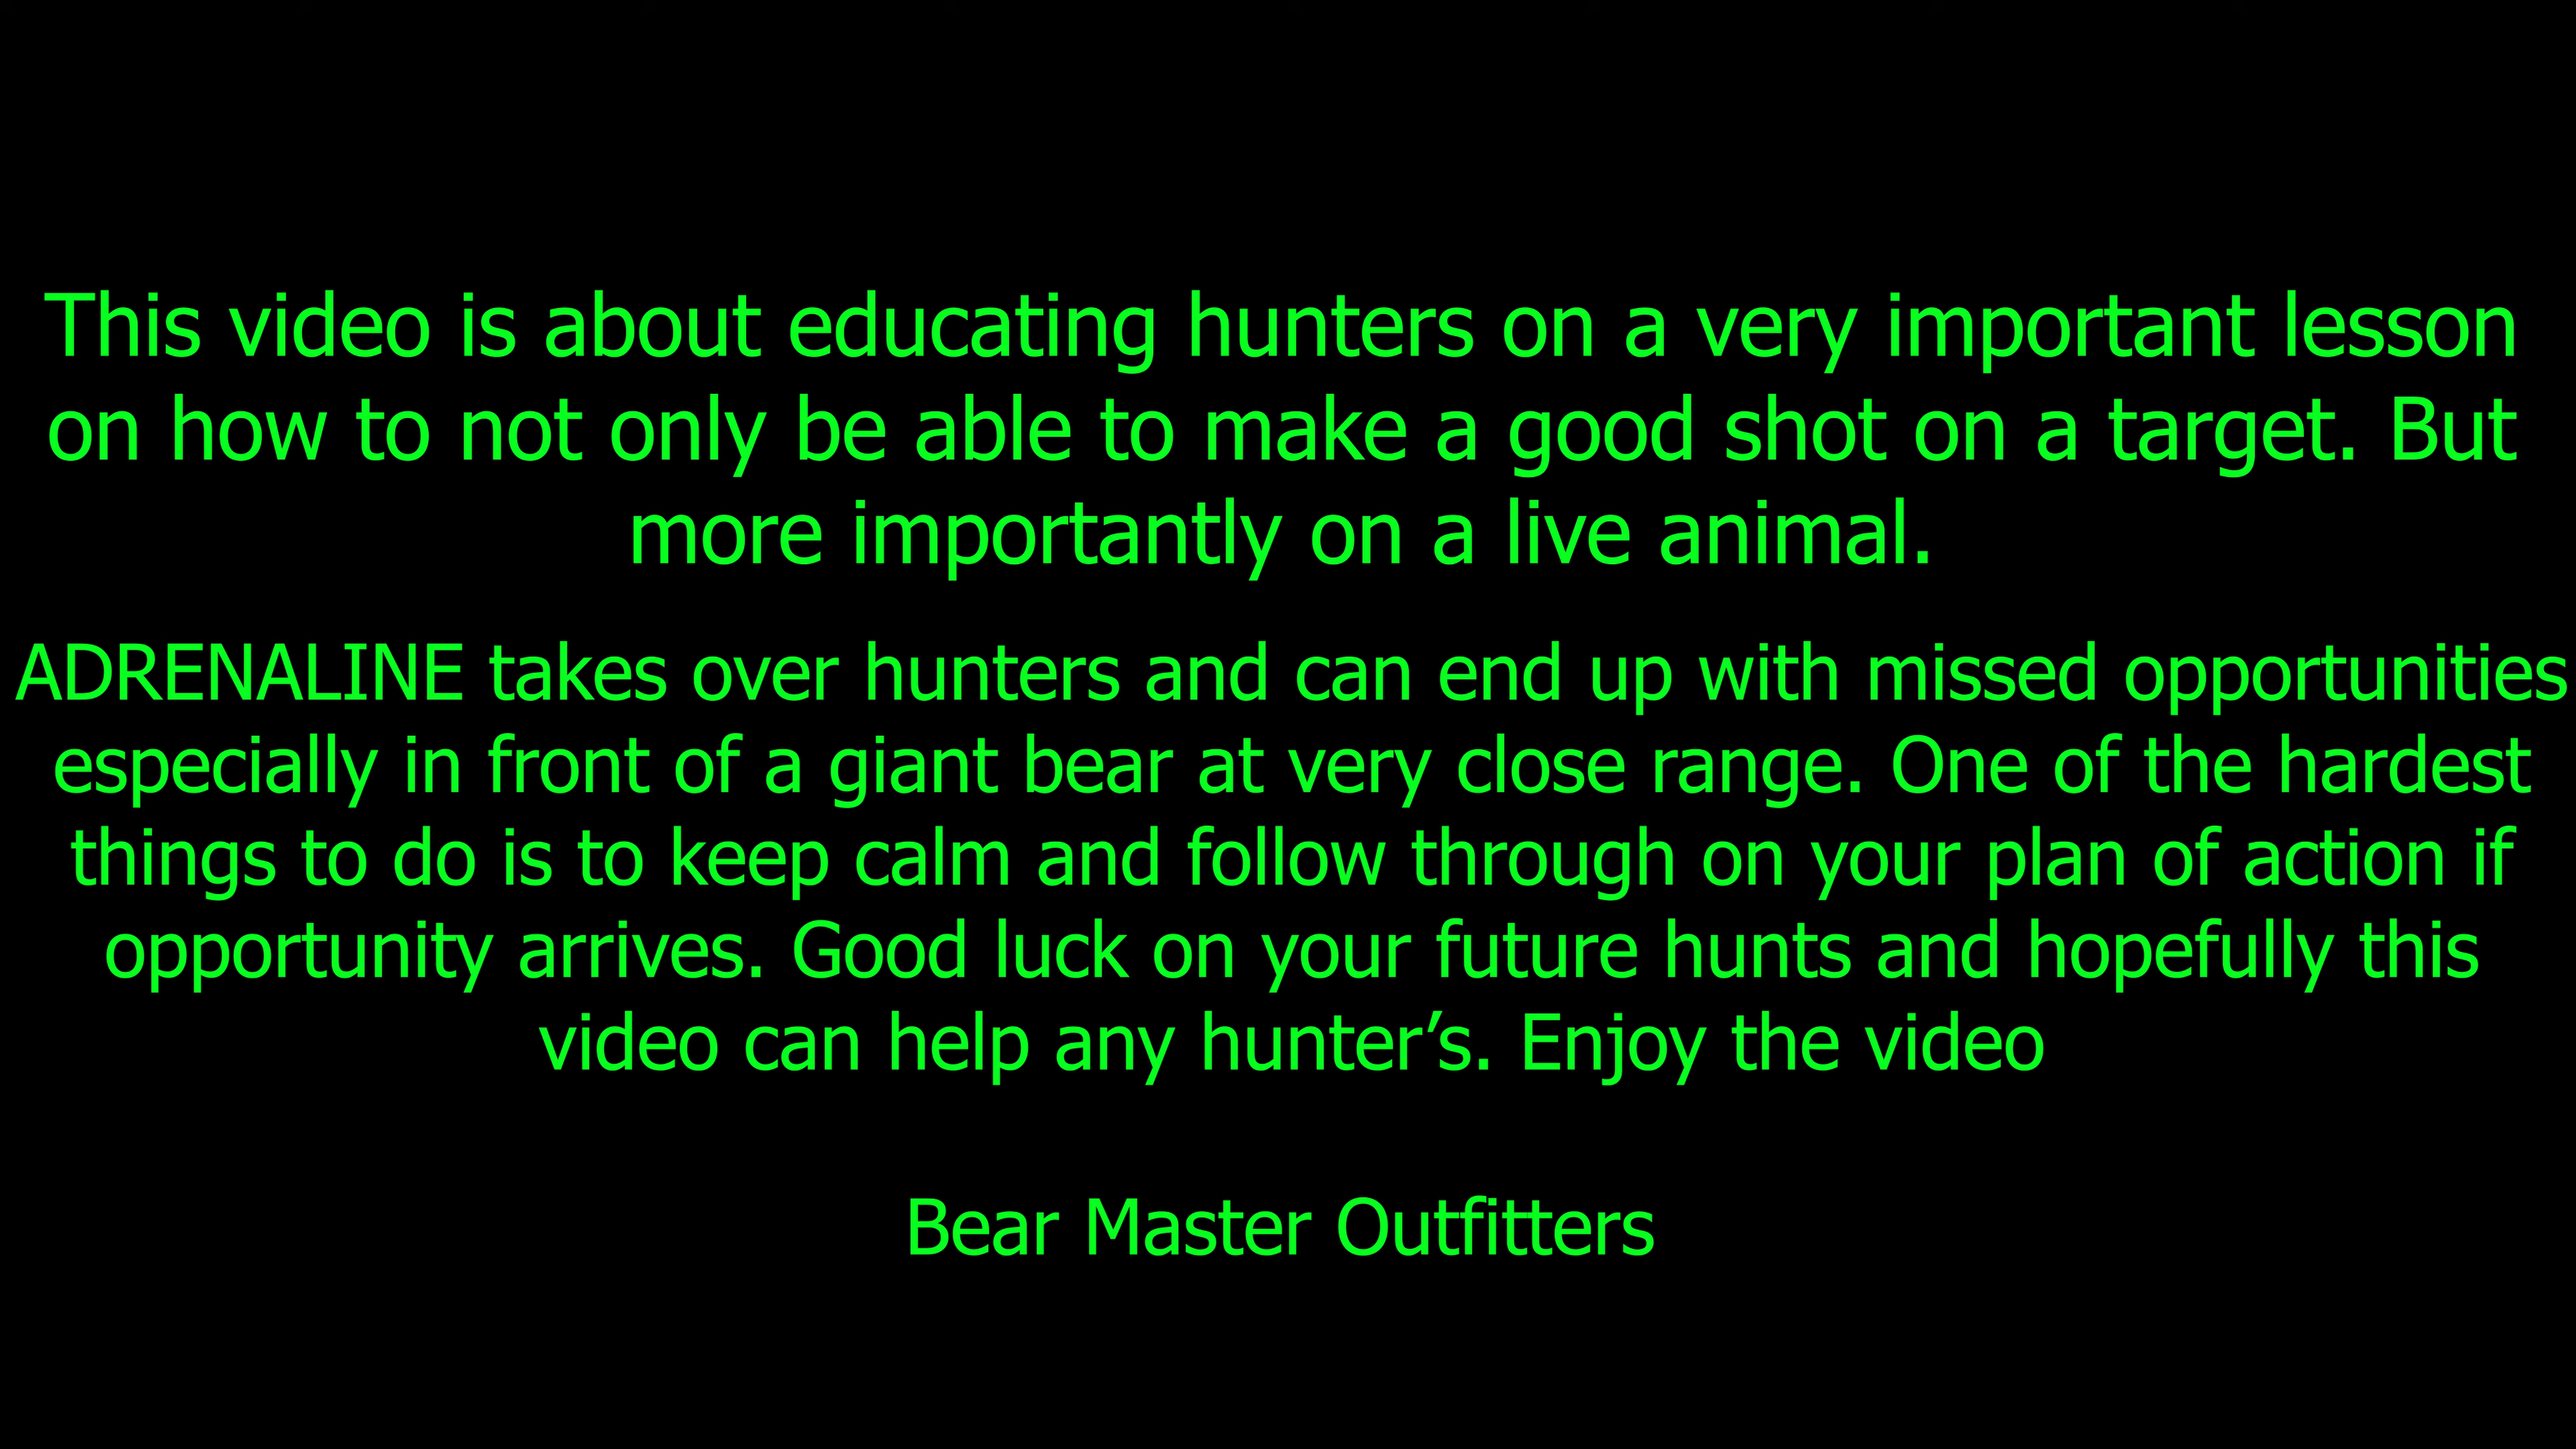 This video is about educating hunters on a very important lesson
on how to not only be able to make a good shot on a target. But
more importantly on a live animal.
ADRENALINE takes over hunters and can end up with missed opportunities
especially in front of a giant bear at very close range. One of the hardest
things to do is to keep calm and follow through on your plan of action if
opportunity arrives. Good luck on your future hunts and hopefully this
video can help any hunter’s. Enjoy the video
Bear Master Outfitters